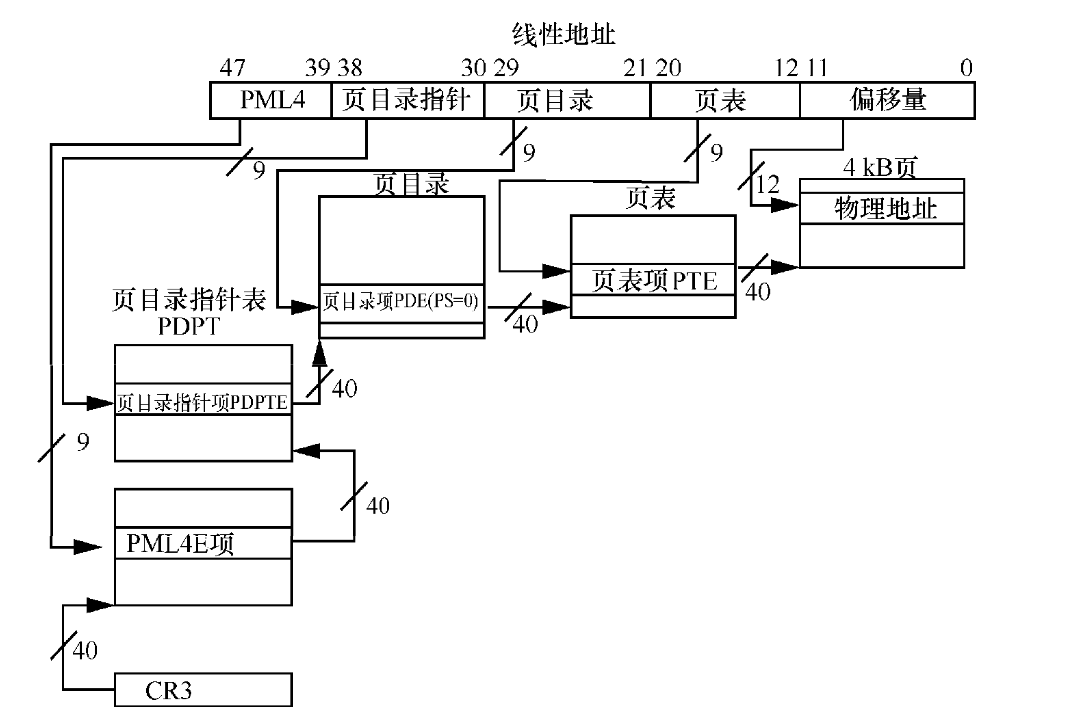 线性地址
47 39 38 30 29 21 20 12 11 0
PML4 页目录指针 页目录 页表 偏移量
9
9
9
12
4 kB页
物理地址
页目录
页表
页目录项PDE(PS=0)
40
页表项PTE
40
页目录指针表
PDPT
页目录指针项PDPTE
40
9
PML4E项
40
40
CR3